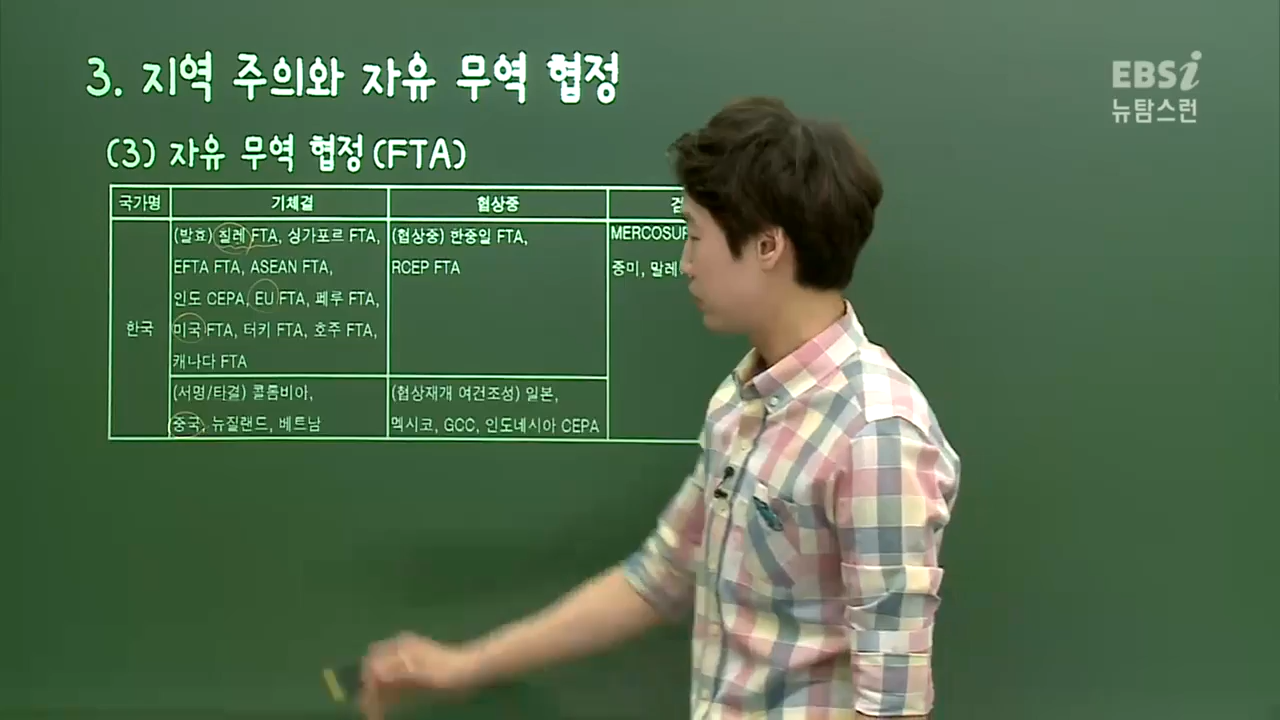 3. 지역 주의와 자유 무역 협정
EBSi
뉴탐스런
(3) 자유 무역 협정(FTA)
국가명 기체결 협상중
(발효) 칠레 FTA, 싱가포르 FTA,
EFTA FTA, ASEAN FTA,
인도 CEPA, EU FTA, 페루 FTA,
미국 FTA, 터키 FTA, 호주 FTA,
캐나다 FTA
(협상중) 한중일 FTA,
RCEP FTA
MERCOSUR
중미,
한국
(서명/타결) 콜롬비아,
중국, 뉴질랜드, 베트남
(협상재개 여건조성) 일본,
멕시코, GCC, 인도네시아 CEPA